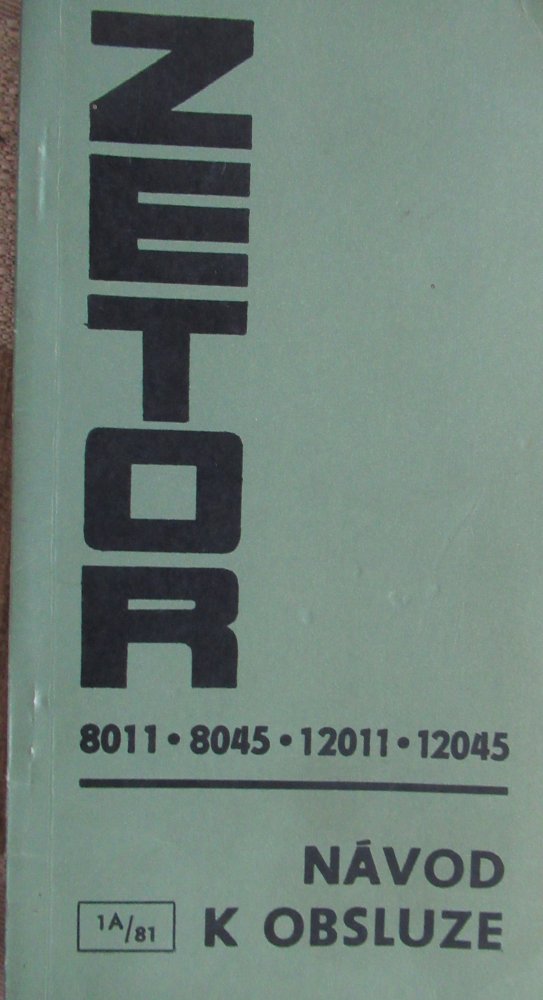 ZETOR
8011 • 8045 • 12011 • 12045
NÁVOD
K OBSLUZE
1A/81